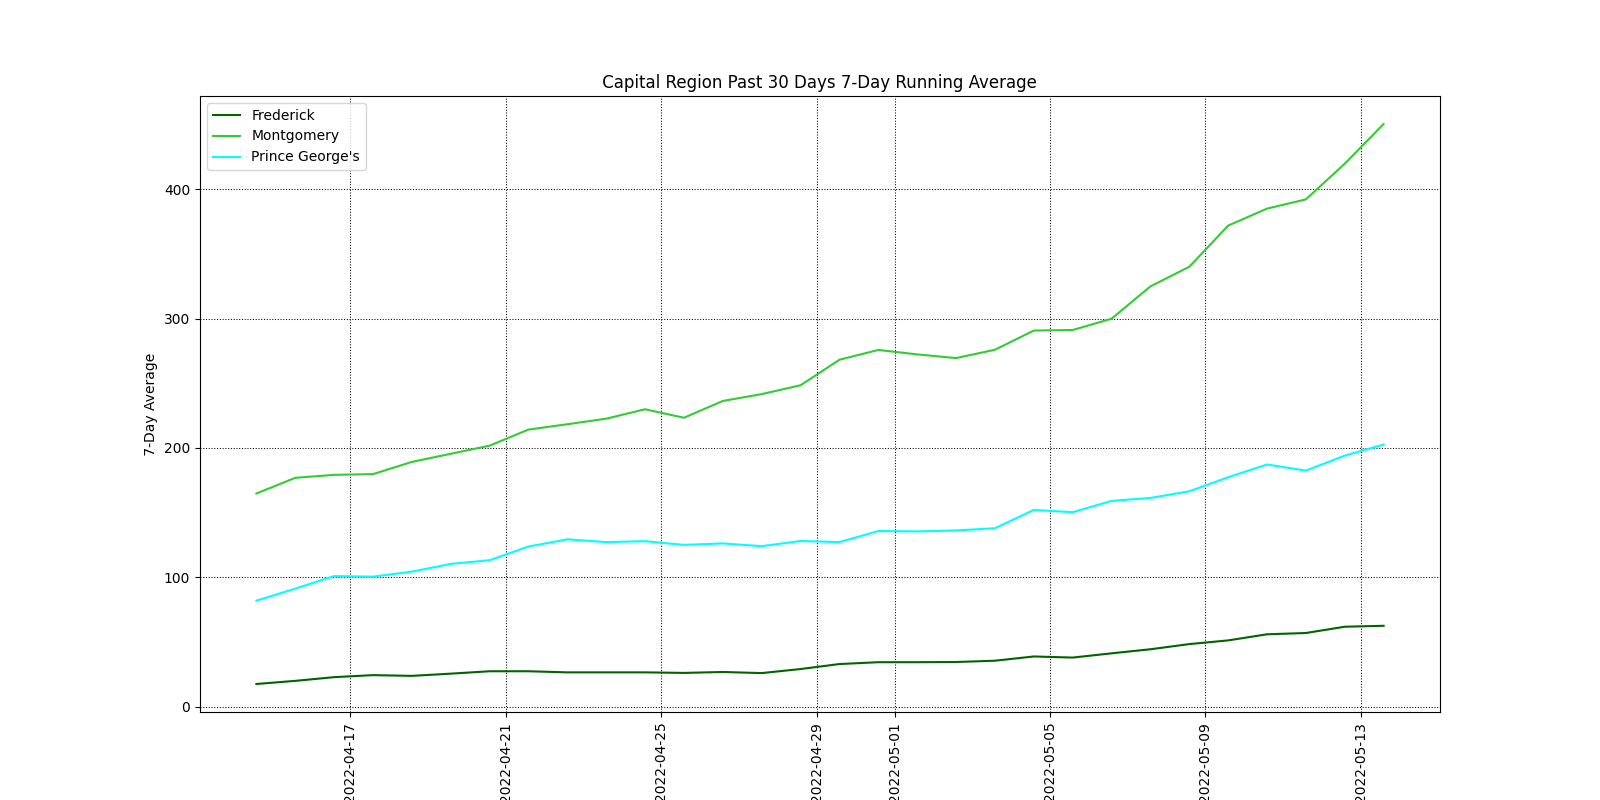 Capital Region Past 30 Days 7-Day Running Average
Frederick
Montgomery
Prince George's
7-Day Average
400
300
200
100
0
2022-04-17
2022-04-21
2022-04-25
2022-04-29
2022-05-01
2022-05-05
2022-05-09
2022-05-13